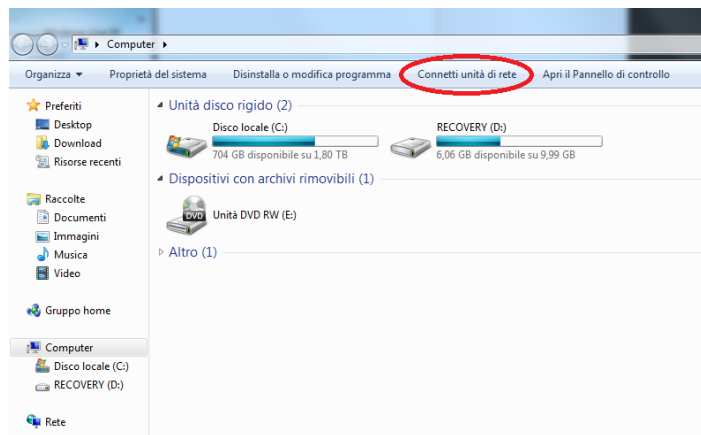 Computer
Organizza Proprietà del sistema Disinstalla o modifica programma Connetti unità di rete Apri il Pannello di controllo
Preferiti
Desktop
Download
Risorse recenti
Raccolte
Documenti
Immagini
Musica
Video
Gruppo home
Computer
Disco locale (C:)
RECOVERY (D:)
Rete
Unità disco rigido (2)
Disco locale (C:)
704 GB disponibile su 1,80 TB
RECOVERY (D:)
6,06 GB disponibile su 9,99 GB
Dispositivi con archivi rimovibili (1)
DVD
Unità DVD RW (E:)
Altro (1)